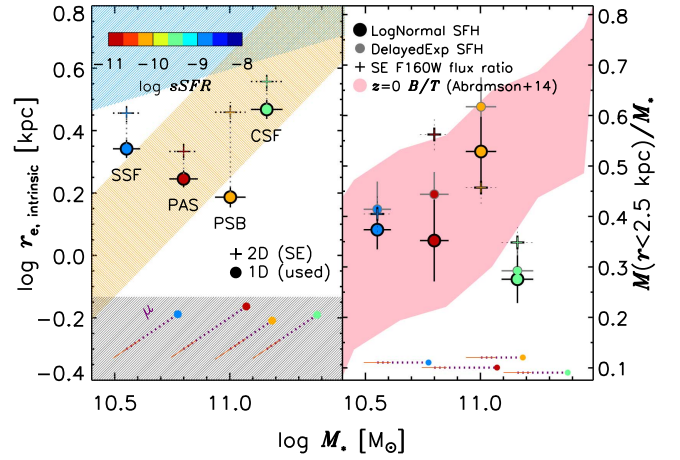 0.8
0.6
0.4
0.2
0.0
−0.2
−0.4
log r_e, intrinsic [kpc]
−11 −10 −9 −8
log sSFR
SSF
PAS
PSB
CSF
2D (SE)
1D (used)
μ
LogNormal SFH
DelayedExp SFH
SE F160W flux ratio
z=0 B/T (Abramson+14)
0.8
0.7
0.6
0.5
0.4
0.3
0.2
0.1
M(r<2.5 kpc)/M*
10.5 11.0 10.5 11.0
log M* [M⊙]